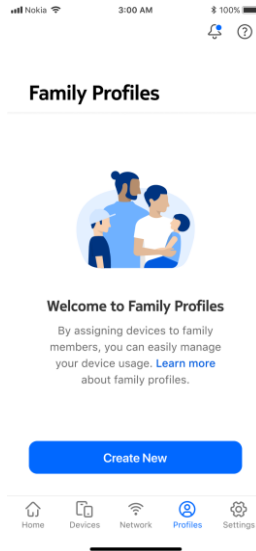 Nokia 3:00 AM 100%
Family Profiles
Welcome to Family Profiles
By assigning devices to family
members, you can easily manage
your device usage. Learn more
about family profiles.
Create New
Home Devices Network Profiles Settings